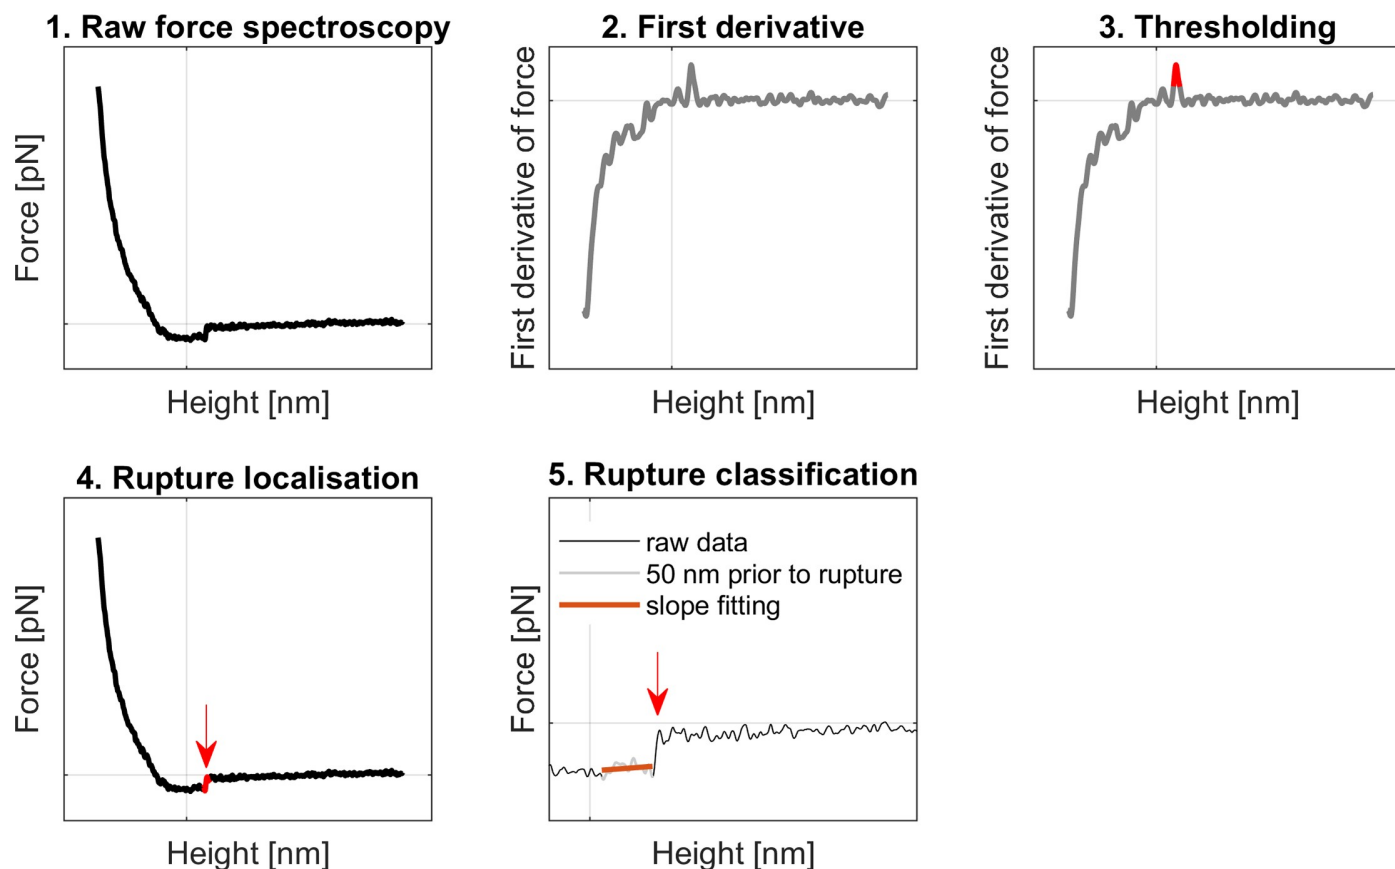 1. Raw force spectroscopy
2. First derivative
3. Thresholding
Force [pN]
Height [nm]
First derivative of force
Height [nm]
First derivative of force
Height [nm]
4. Rupture localisation
5. Rupture classification
Force [pN]
Height [nm]
Force [pN]
raw data
50 nm prior to rupture
slope fitting
Height [nm]